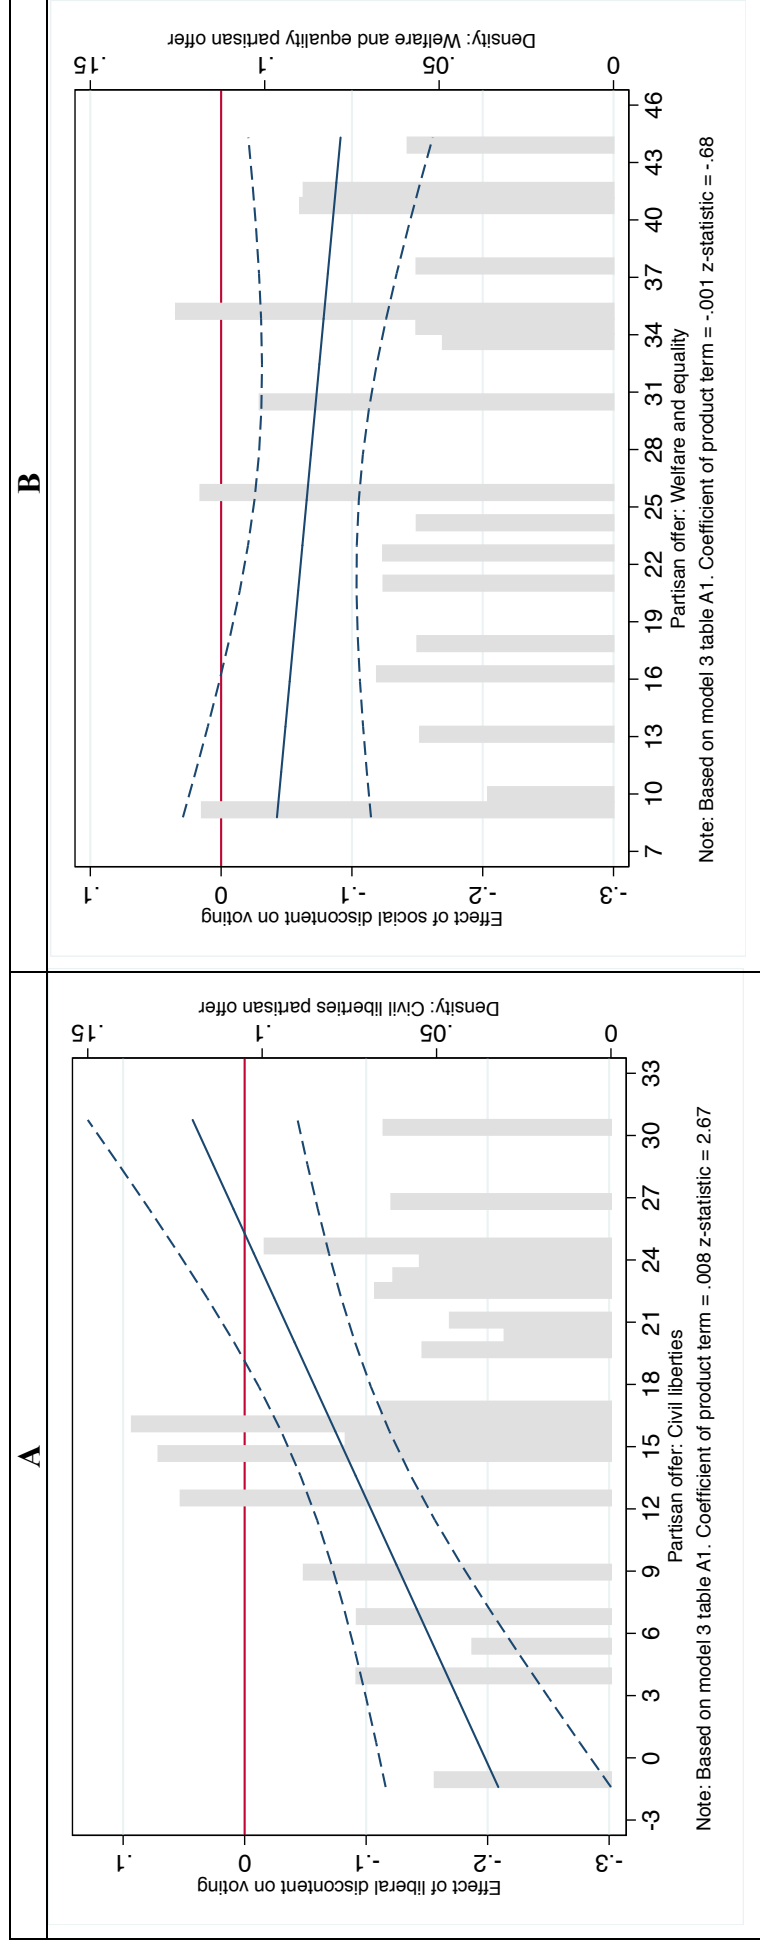 A
Effect of liberal discontent on voting
.1
0
-.1
-.2
-.3
Density: Civil liberties partisan offer
.15
.1
.05
0
-3 0 3 6 9 12 15 18 21 24 27 30 33
Partisan offer: Civil liberties
Note: Based on model 3 table A1. Coefficient of product term = .008 z-statistic = 2.67
B
Effect of social discontent on voting
.1
0
-.1
-.2
-.3
Density: Welfare and equality partisan offer
.15
.1
.05
0
7 10 13 16 19 22 25 28 31 34 37 40 43 46
Partisan offer: Welfare and equality
Note: Based on model 3 table A1. Coefficient of product term = -.001 z-statistic = -.68